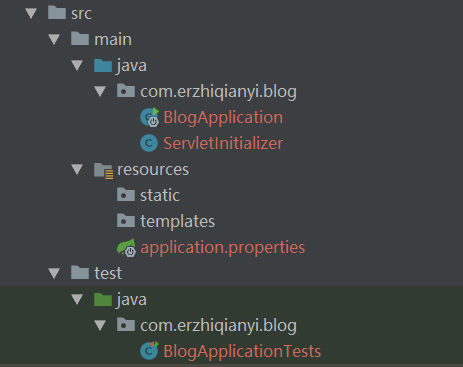 src
main
java
com.erzhiqianyi.blog
BlogApplication
ServletInitializer
resources
static
templates
application.properties
test
java
com.erzhiqianyi.blog
BlogApplicationTests